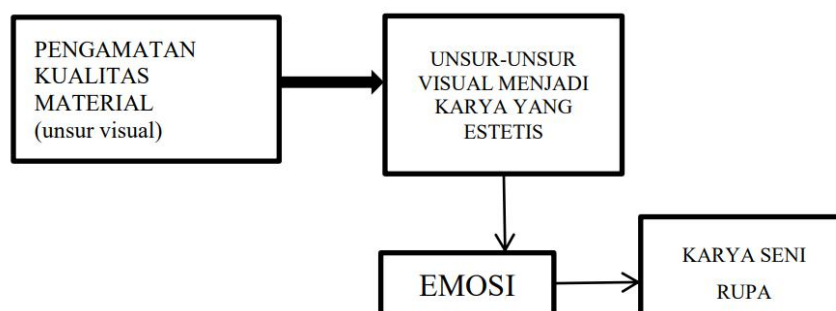 PENGAMATAN
KUALITAS
MATERIAL
(unsur visual)
UNSUR-UNSUR
VISUAL MENJADI
KARYA YANG
ESTETIS
EMOSI
KARYA SENI
RUPA